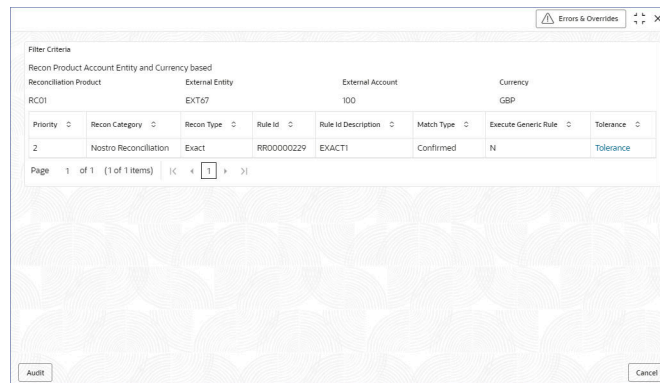 Errors & Overrides
Filter Criteria
Recon Product Account Entity and Currency based
Reconciliation Product External Entity External Account Currency
RC01 EXT67 100 GBP
Priority Recon Category Recon Type Rule Id Rule Id Description Match Type Execute Generic Rule Tolerance
2 Nostro Reconciliation Exact RR00000229 EXACT1 Confirmed N Tolerance
Page 1 of 1 (1 of 1 items) 1
Audit Cancel